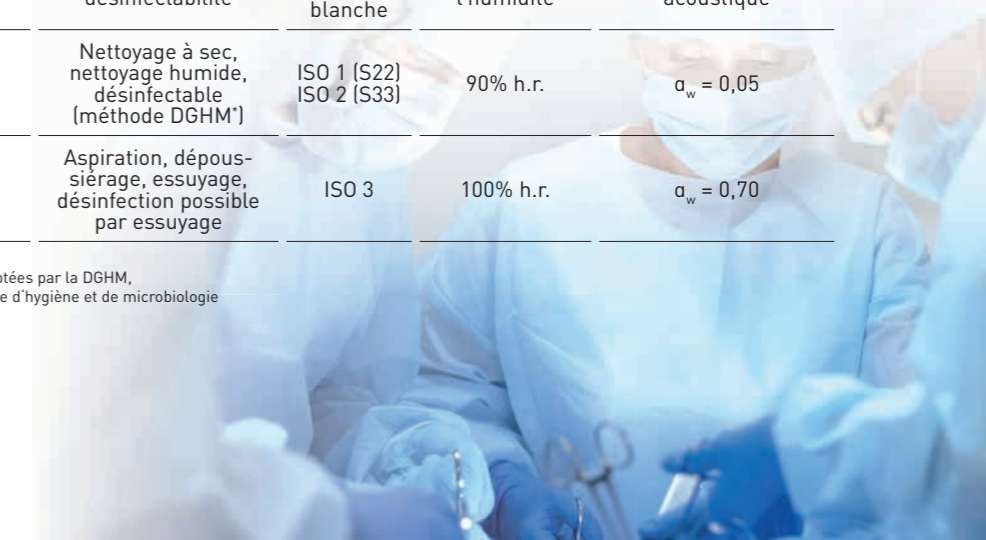 désinfectabilité
blanche
l'humidité
acoustique
Nettoyage à sec,
nettoyage humide,
désinfectable
(méthode DGHM*)
ISO 1 (S22)
ISO 2 (S33)
90% h.r.
αw = 0,05
Aspiration, dépous-
siérage, essuyage,
désinfection possible
par essuyage
ISO 3
100% h.r.
αw = 0,70
par la DGHM,
d'hygiène et de microbiologie